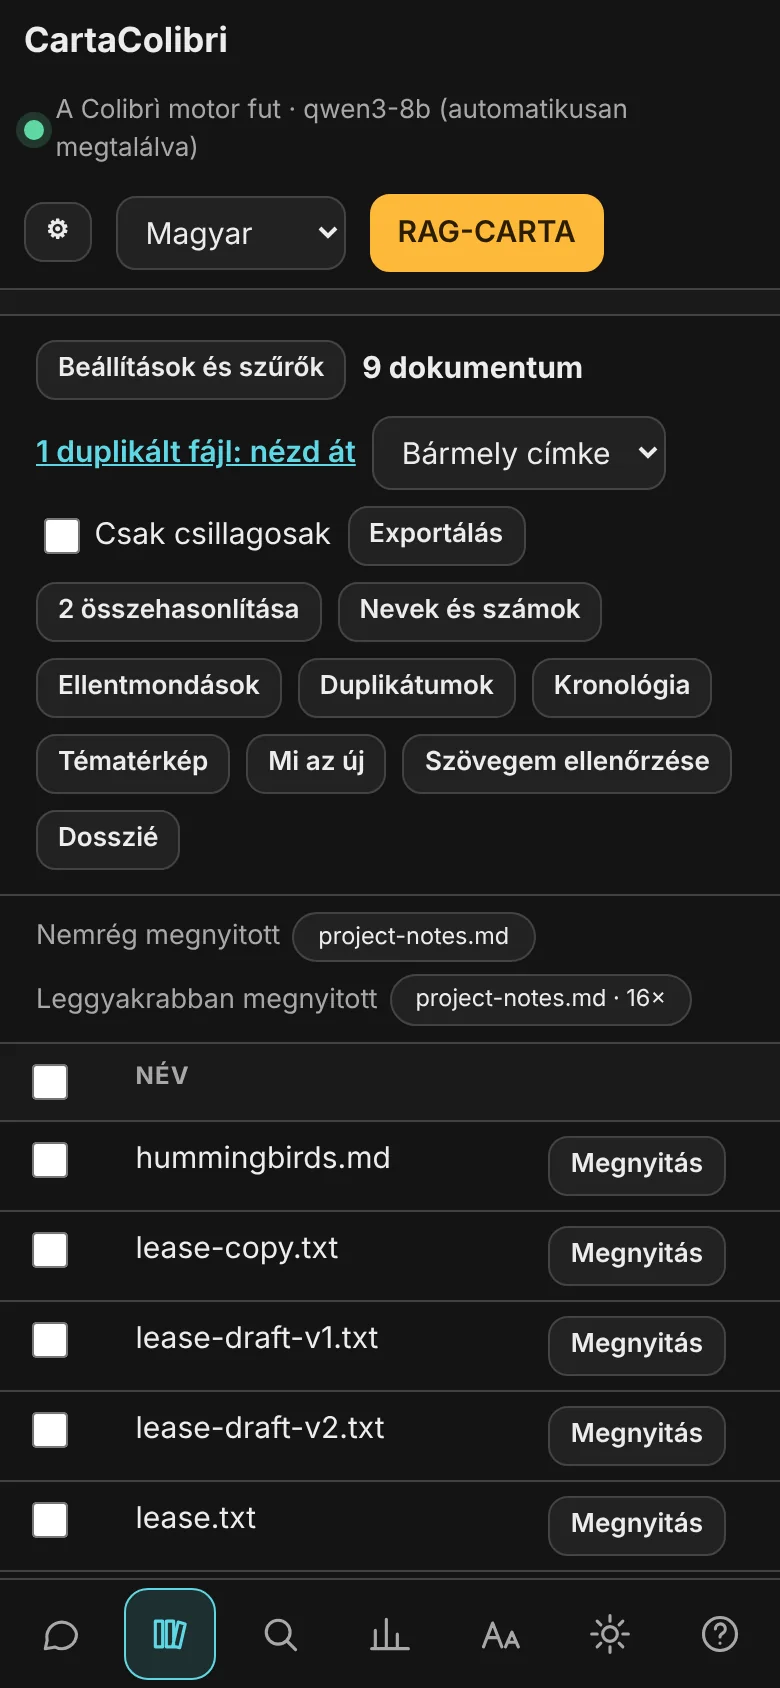 CartaColibri
A Colibrì motor fut · qwen3-8b (automatikusan
megtalálva)
Magyar
RAG-CARTA
Beállítások és szűrők
9 dokumentum
1 duplikált fájl: nézd át
Bármely címke
Csak csillagosak
Exportálás
2 összehasonlítása
Nevek és számok
Ellentmondások
Duplikátumok
Kronológia
Tématérkép
Mi az új
Szövegem ellenőrzése
Dosszié
Nemrég megnyitott
project-notes.md
Leggyakrabban megnyitott
project-notes.md · 16×
NÉV
hummingbirds.md
Megnyitás
lease-copy.txt
Megnyitás
lease-draft-v1.txt
Megnyitás
lease-draft-v2.txt
Megnyitás
lease.txt
Megnyitás